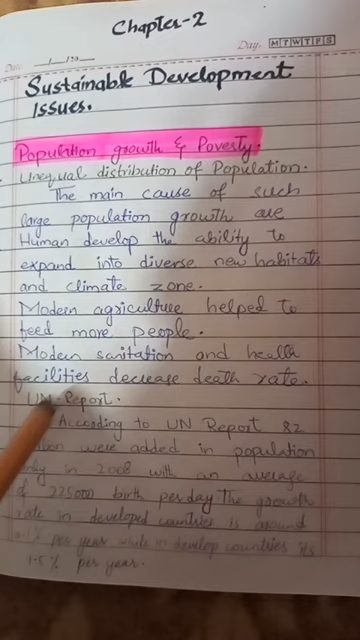 Chapter-2
Day: M T W T F S
Date:
Sustainable Development
Issues.
Population growth & Poverty.
Unequal distribution of Population.
The main cause of such
large population growth are
Human develop the ability to
expand into diverse new habitats
and climate zone.
Modern agriculture helped to
feed more people.
Modern sanitation and health
facilities decrease death rate.
UN-Report.
According to UN Report 82
were added in population
in 2008 with an average
of 225000 birth per day The growth
rate in developed countries is around
per year while in develop countries its
1.5% per year.